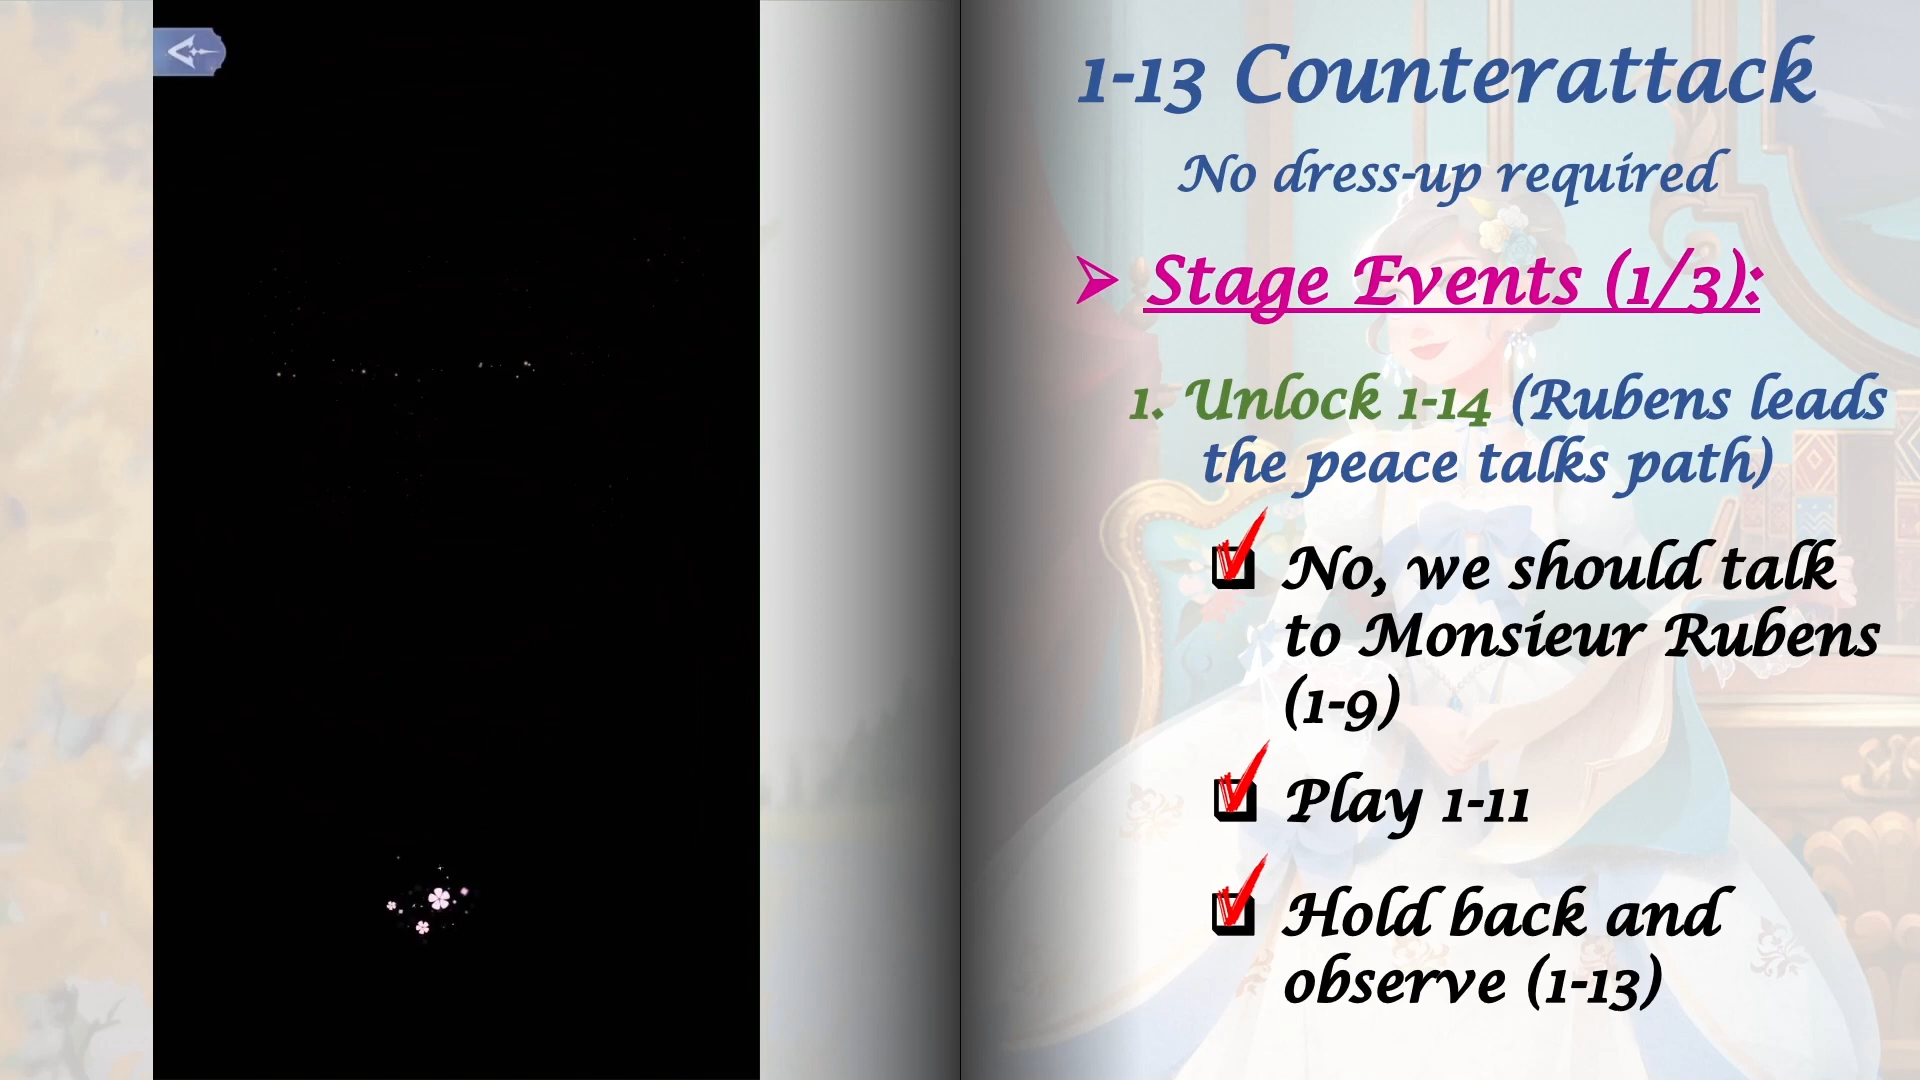 1-13 Counterattack
No dress-up required
Stage Events (1/3):
1. Unlock 1-14 (Rubens leads
the peace talks path)
No, we should talk
to Monsieur Rubens
(1-9)
Play 1-11
Hold back and
observe (1-13)